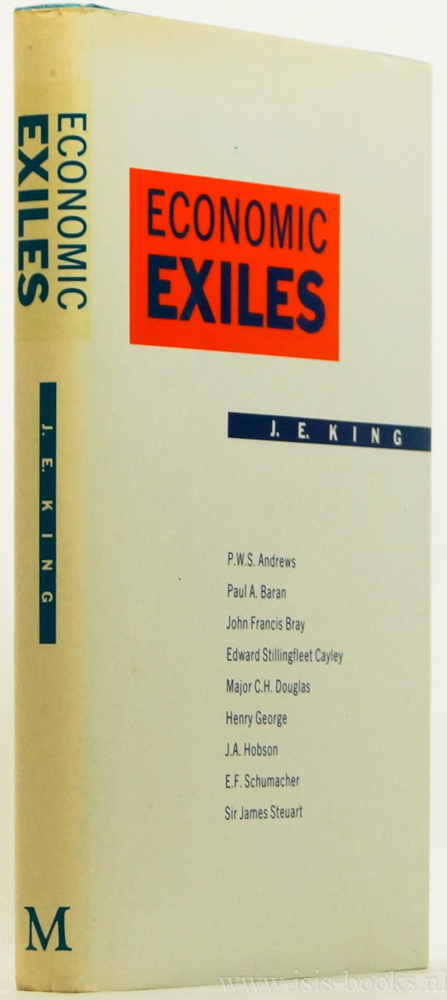 ECONOMIC
EXILES
J. E. KING
M
ECONOMIC
EXILES
J. E. KING
P.W.S. Andrews
Paul A. Baran
John Francis Bray
Edward Stillingfleet Cayley
Major C.H. Douglas
Henry George
J.A. Hobson
E.F. Schumacher
Sir James Steuart
www.isis-books.nl